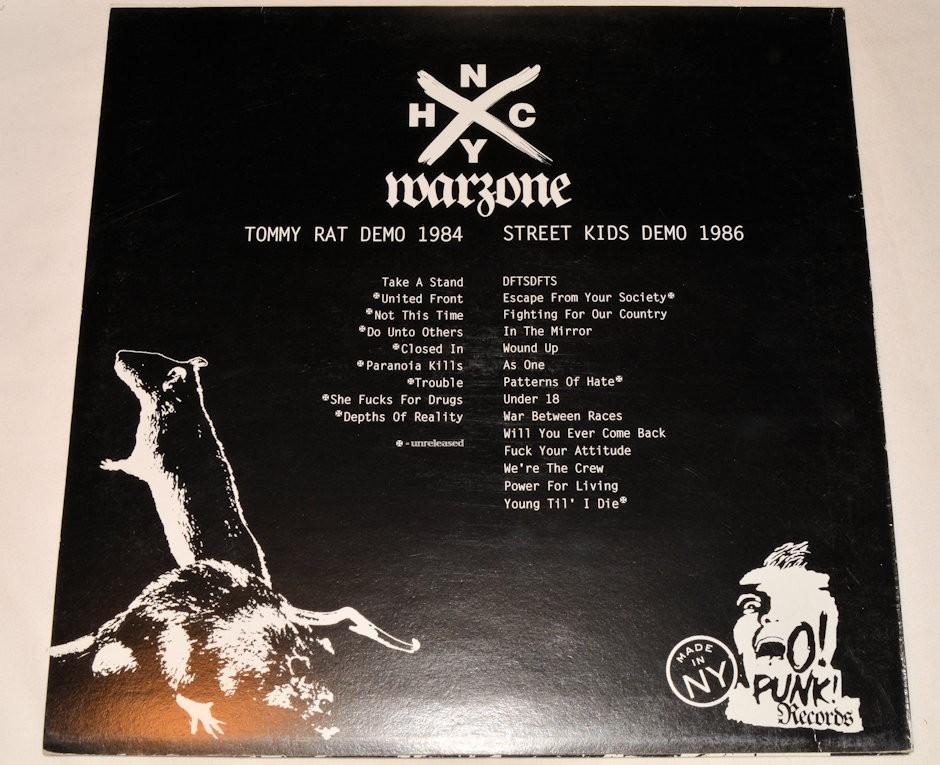 N
H C
Y
warzone
TOMMY RAT DEMO 1984
Take A Stand
✠United Front
✠Not This Time
✠Do Unto Others
✠Closed In
✠Paranoia Kills
✠Trouble
✠She Fucks For Drugs
✠Depths Of Reality
✠-unreleased
STREET KIDS DEMO 1986
DFTSDFTS
Escape From Your Society✠
Fighting For Our Country
In The Mirror
Wound Up
As One
Patterns Of Hate✠
Under 18
War Between Races
Will You Ever Come Back
Fuck Your Attitude
We're The Crew
Power For Living
Young Til' I Die✠
MADE
IN
NY
O!
PUNK!
Records